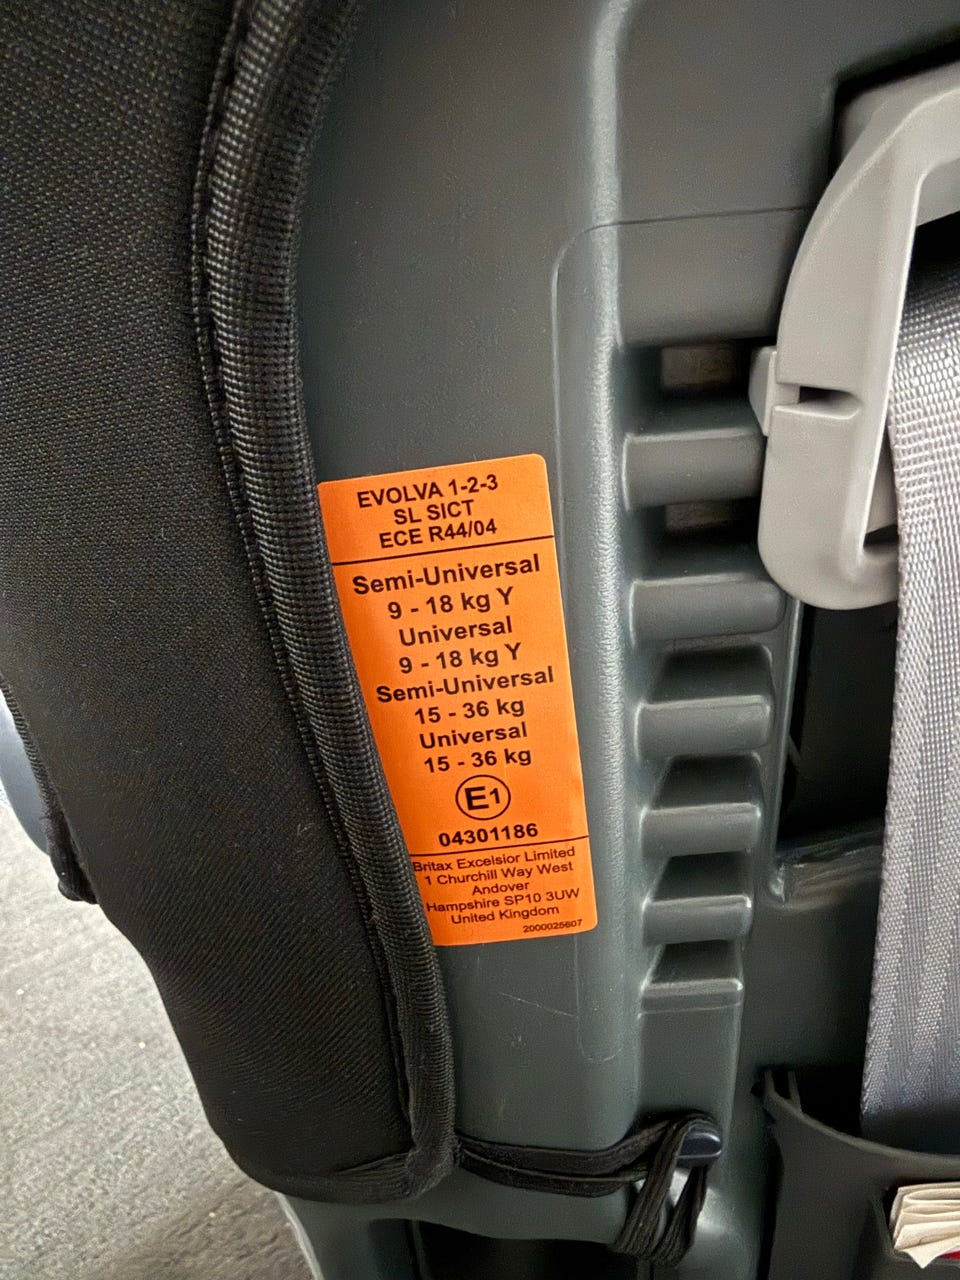 EVOLVA 1-2-3
SL SICT
ECE R44/04
Semi-Universal
9 - 18 kg Y
Universal
9 - 18 kg Y
Semi-Universal
15 - 36 kg
Universal
15 - 36 kg
E1
04301186
Britax Excelsior Limited
1 Churchill Way West
Andover
Hampshire SP10 3UW
United Kingdom
2000025607